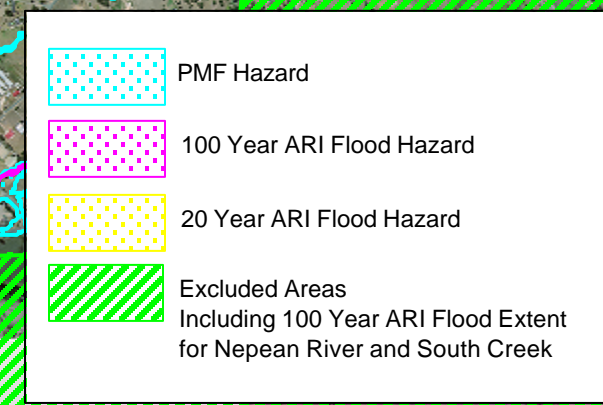 PMF Hazard
100 Year ARI Flood Hazard
20 Year ARI Flood Hazard
Excluded Areas
Including 100 Year ARI Flood Extent
for Nepean River and South Creek